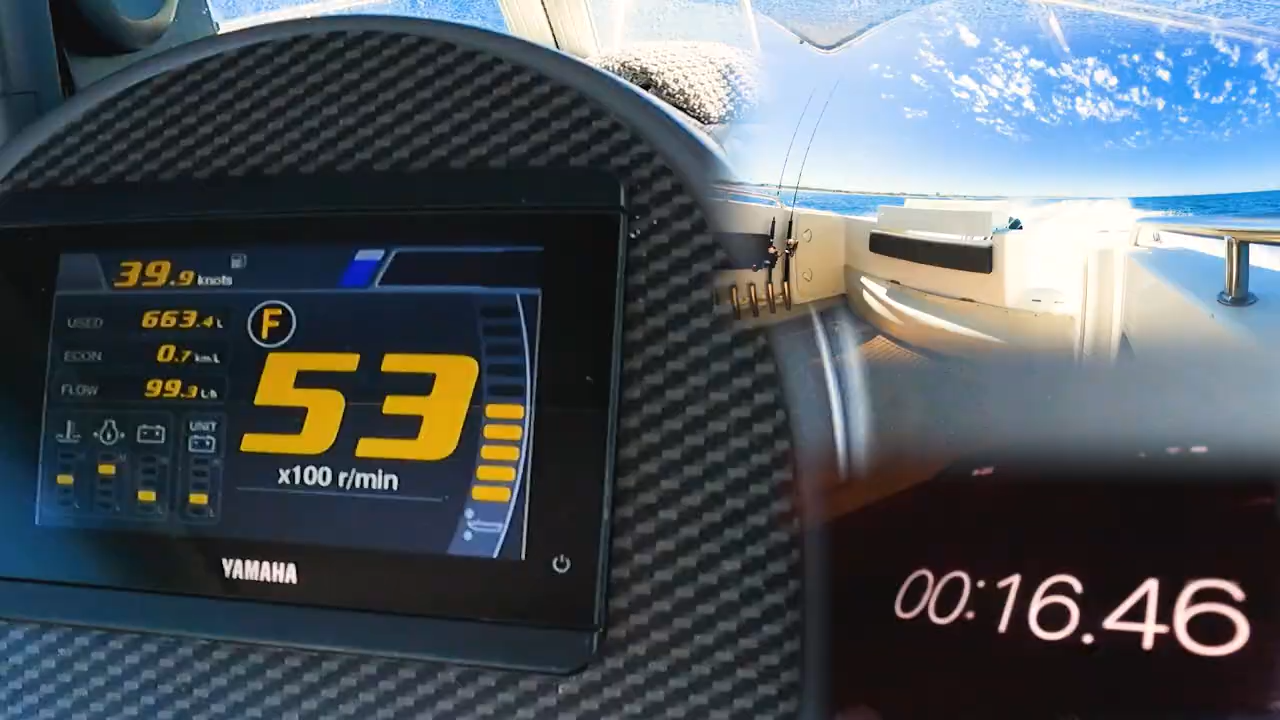 39.9 knots
USED 663.4 L
ECON 0.7 km/L
FLOW 99.3 L/h
F
UNIT
53
x100 r/min
YAMAHA
00:16.46